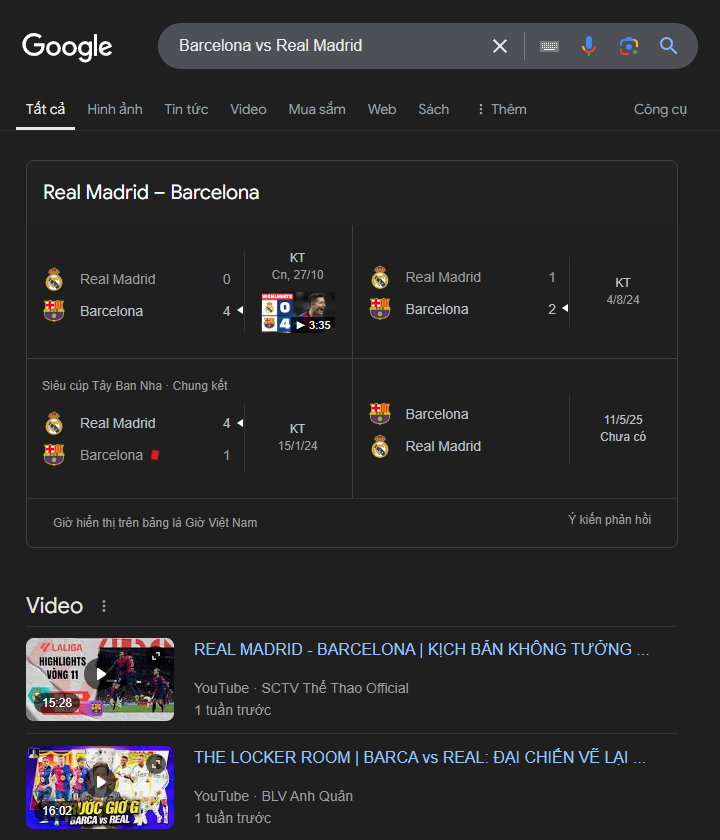 Google
Barcelona vs Real Madrid
Tất cả Hình ảnh Tin tức Video Mua sắm Web Sách Thêm Công cụ
Real Madrid – Barcelona
Real Madrid 0
Barcelona 4
KT
Cn, 27/10
HIGHLIGHTS
0
4
3:35
Real Madrid 1
Barcelona 2
KT
4/8/24
Siêu cúp Tây Ban Nha · Chung kết
Real Madrid 4
Barcelona 1
KT
15/1/24
Barcelona
Real Madrid
11/5/25
Chưa có
Giờ hiển thị trên bảng là Giờ Việt Nam
Ý kiến phản hồi
Video
LALIGA
HIGHLIGHTS
VÒNG 11
15:28
REAL MADRID - BARCELONA | KỊCH BẢN KHÔNG TƯỞNG ...
YouTube · SCTV Thể Thao Official
1 tuần trước
TRƯỚC GIỜ G
BARCA vs REAL
16:02
THE LOCKER ROOM | BARCA vs REAL: ĐẠI CHIẾN VẼ LẠI ...
YouTube · BLV Anh Quân
1 tuần trước